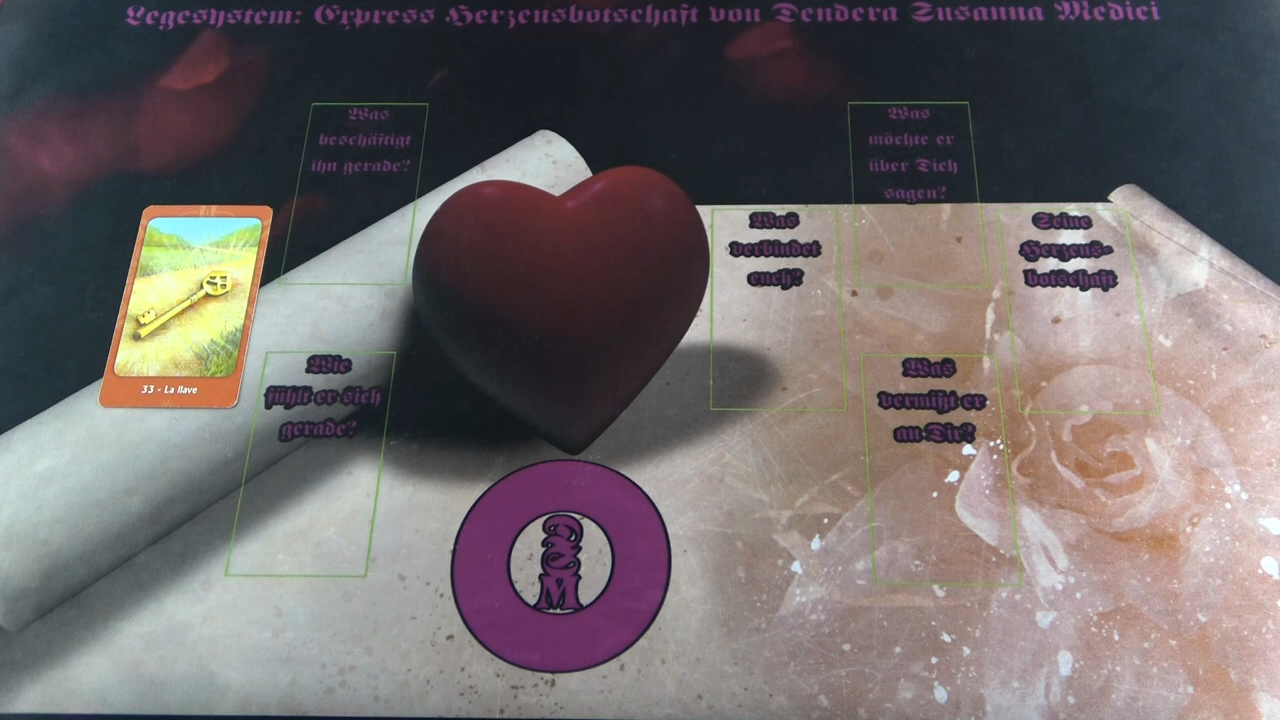 Legesystem: Express Herzensbotschaft von Dendera Susanna Medici
Was
beschäftigt
ihn gerade?
Was
möchte er
über Dich
sagen?
Was
verbindet
euch?
Seine
Herzens-
botschaft
33 - La llave
Wie
fühlt er sich
gerade?
Was
vermißt er
an Dir?
DSM